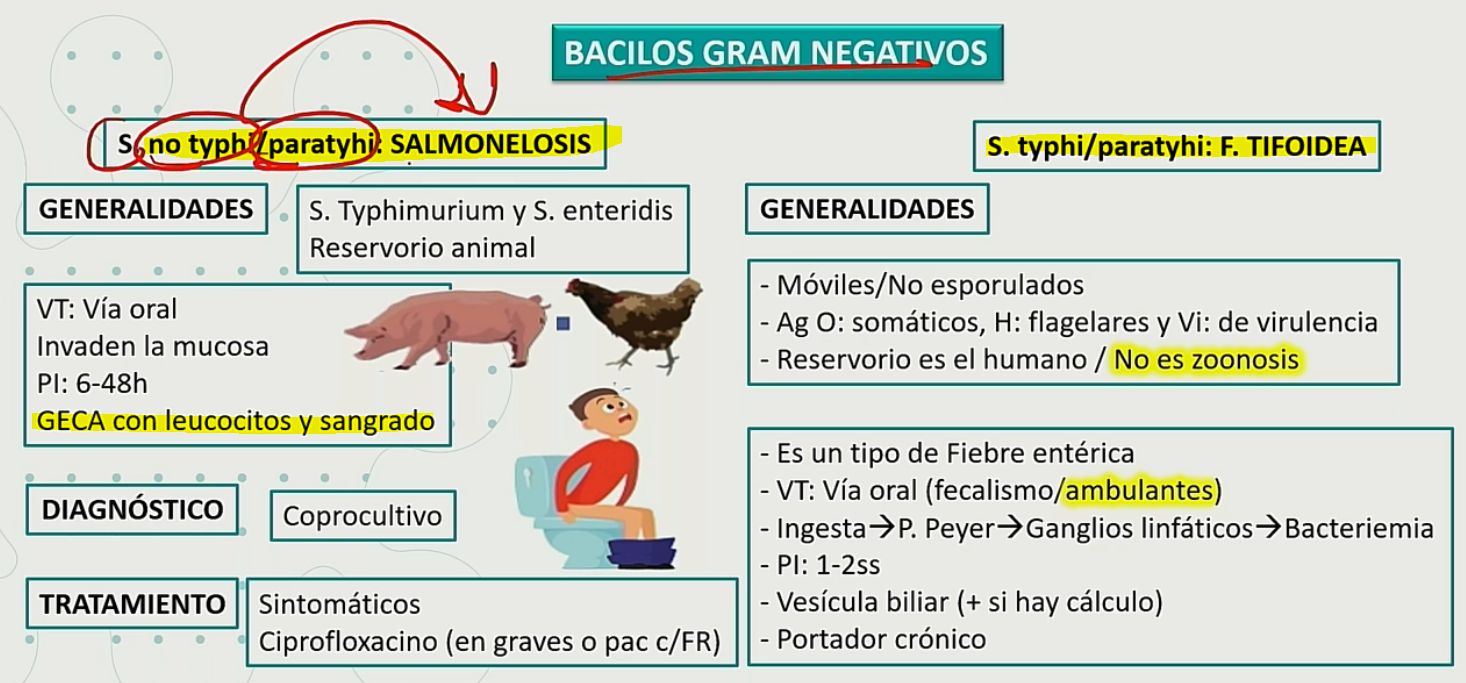 BACILOS GRAM NEGATIVOS
S. no typhi/paratyhi: SALMONELOSIS
GENERALIDADES
S. Typhimurium y S. enteridis
Reservorio animal
VT: Vía oral
Invaden la mucosa
PI: 6-48h
GECA con leucocitos y sangrado
DIAGNÓSTICO
Coprocultivo
TRATAMIENTO
Sintomáticos
Ciprofloxacino (en graves o pac c/FR)
S. typhi/paratyhi: F. TIFOIDEA
GENERALIDADES
- Móviles/No esporulados
- Ag O: somáticos, H: flagelares y Vi: de virulencia
- Reservorio es el humano / No es zoonosis
- Es un tipo de Fiebre entérica
- VT: Vía oral (fecalismo/ambulantes)
- Ingesta→P. Peyer→Ganglios linfáticos→Bacteriemia
- PI: 1-2ss
- Vesícula biliar (+ si hay cálculo)
- Portador crónico